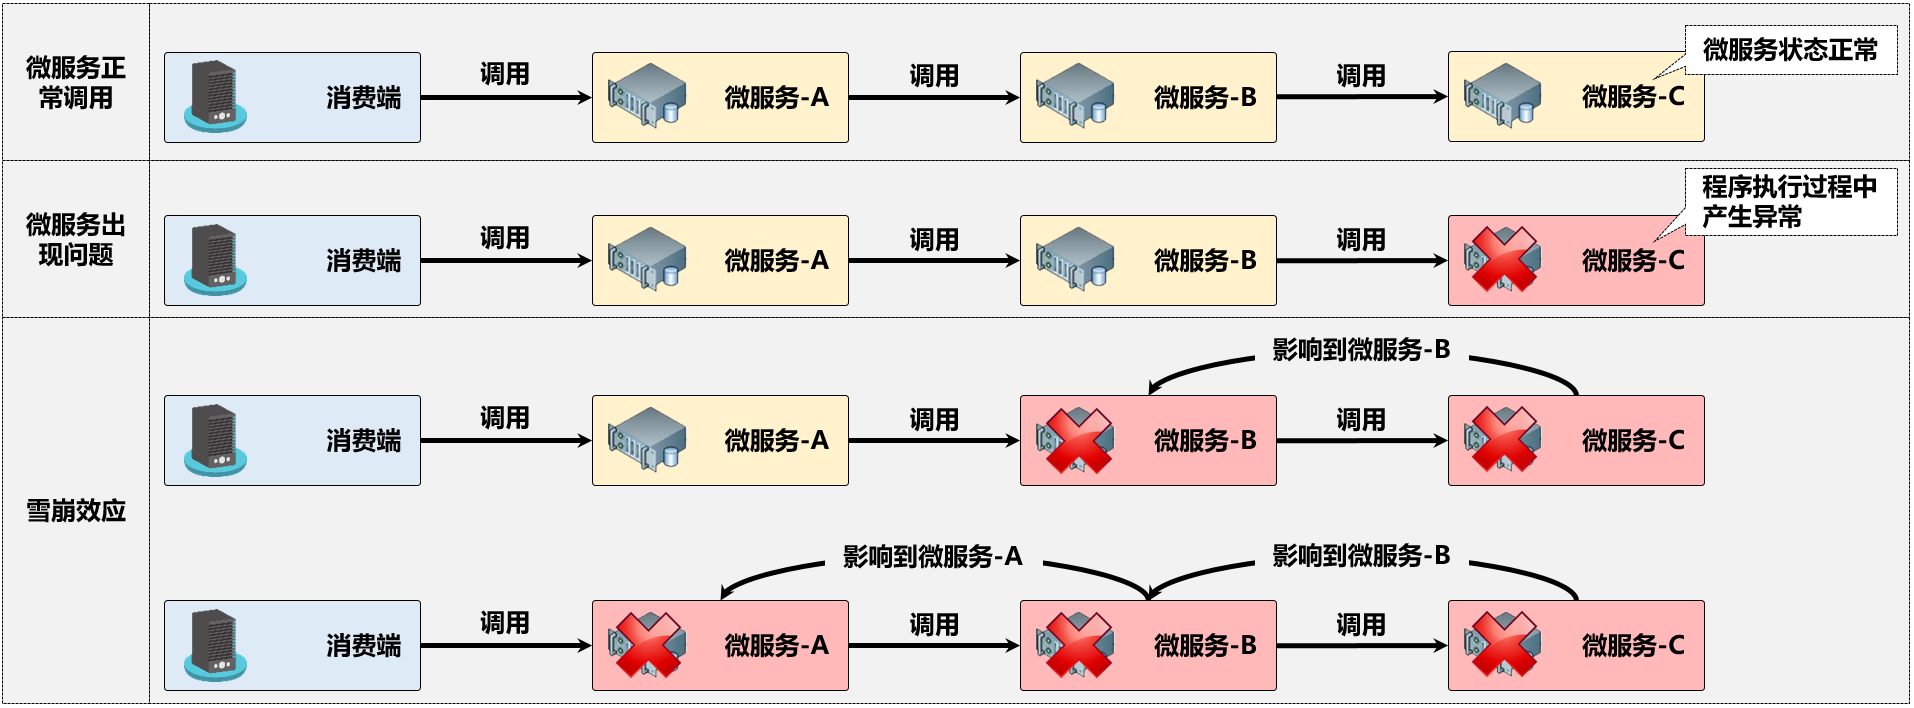 微服务正
常调用
消费端
调用
微服务-A
调用
微服务-B
调用
微服务-C
微服务状态正常
微服务出
现问题
消费端
调用
微服务-A
调用
微服务-B
调用
微服务-C
程序执行过程中
产生异常
雪崩效应
影响到微服务-B
消费端
调用
微服务-A
调用
微服务-B
调用
微服务-C
影响到微服务-A
影响到微服务-B
消费端
调用
微服务-A
调用
微服务-B
调用
微服务-C